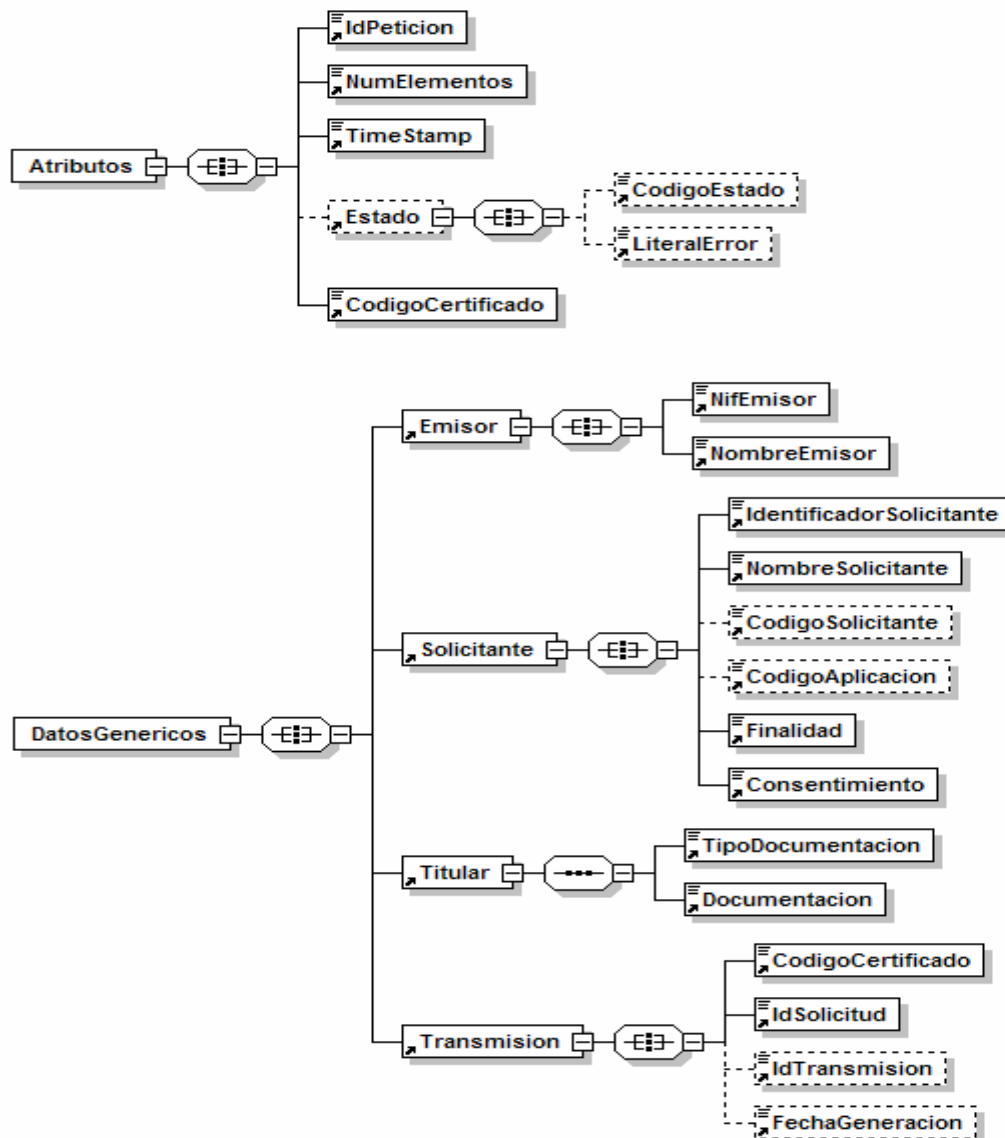 IdPeticion
NumElementos
TimeStamp
Atributos
Estado
CodigoEstado
LiteralError
CodigoCertificado
DatosGenericos
Emisor
NifEmisor
NombreEmisor
Solicitante
IdentificadorSolicitante
NombreSolicitante
CodigoSolicitante
CodigoAplicacion
Finalidad
Consentimiento
Titular
TipoDocumentacion
Documentacion
Transmision
CodigoCertificado
IdSolicitud
IdTransmision
FechaGeneracion